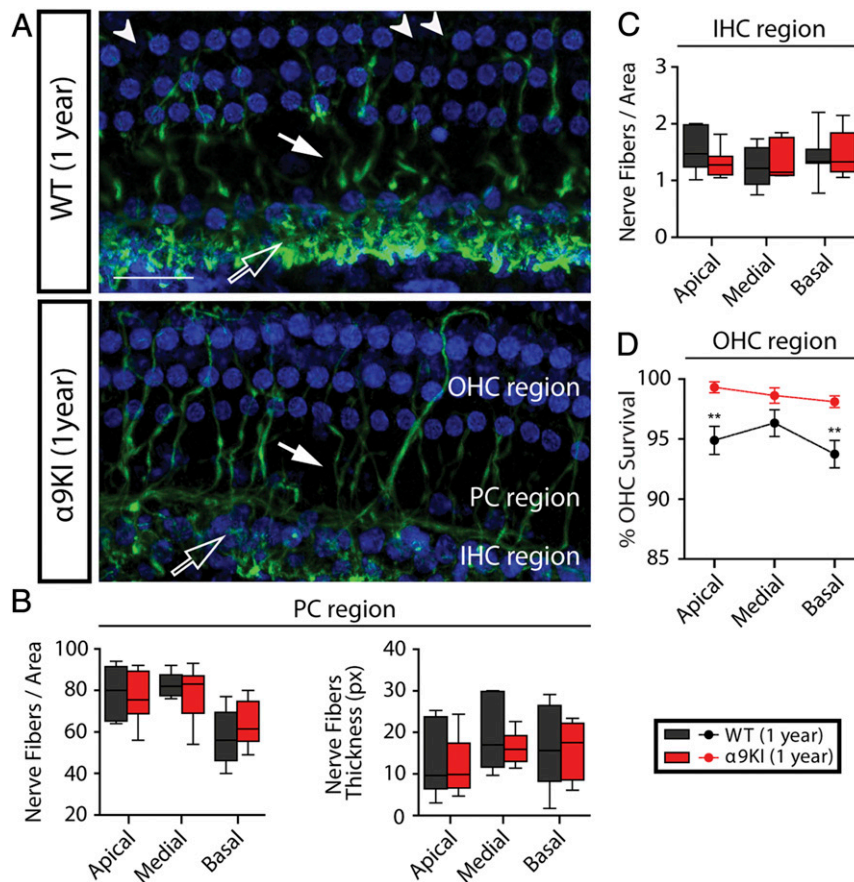 A
WT (1 year)
α9KI (1year)
OHC region
PC region
IHC region
B
PC region
Nerve Fibers / Area
100
80
60
40
20
Apical
Medial
Basal
Nerve Fibers
Thickness (px)
40
30
20
10
0
Apical
Medial
Basal
C
IHC region
Nerve Fibers / Area
3
2
1
0
Apical
Medial
Basal
D
OHC region
% OHC Survival
100
95
90
85
**
**
Apical
Medial
Basal
WT (1 year)
α9KI (1 year)